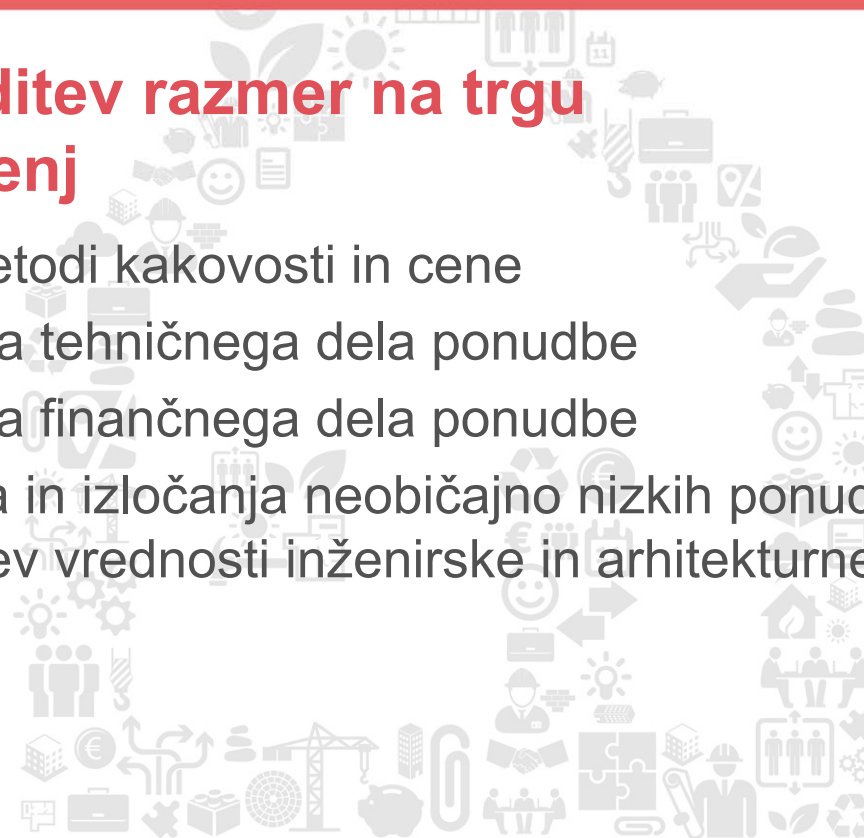 ditev razmer na trgu
enj
etodi kakovosti in cene
a tehničnega dela ponudbe
a finančnega dela ponudbe
a in izločanja neobičajno nizkih ponud
ev vrednosti inženirske in arhitekturne